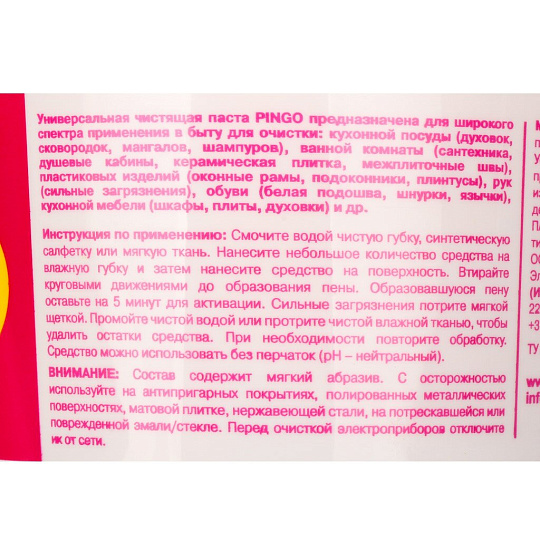 Универсальная чистящая паста PINGO предназначена для широкого
спектра применения в быту для очистки: кухонной посуды (духовок,
сковородок, мангалов, шампуров), ванной комнаты (сантехника,
душевые кабины, керамическая плитка, межплиточные швы),
пластиковых изделий (оконные рамы, подоконники, плинтусы), рук
(сильные загрязнения), обуви (белая подошва, шнурки, язычки),
кухонной мебели (шкафы, плиты, духовки) и др.
Инструкция по применению: Смочите водой чистую губку, синтетическую
салфетку или мягкую ткань. Нанесите небольшое количество средства на
влажную губку и затем нанесите средство на поверхность. Втирайте
круговыми движениями до образования пены. Образовавшуюся пену
оставьте на 5 минут для активации. Сильные загрязнения потрите мягкой
щеткой. Промойте чистой водой или протрите чистой влажной тканью, чтобы
удалить остатки средства. При необходимости повторите обработку.
Средство можно использовать без перчаток (pH – нейтральный).
ВНИМАНИЕ: Состав содержит мягкий абразив. С осторожностью
используйте на антипригарных покрытиях, полированных металлических
поверхностях, матовой плитке, нержавеющей стали, на потрескавшейся или
поврежденной эмали/стекле. Перед очисткой электроприборов отключите
их от сети.
ТУ